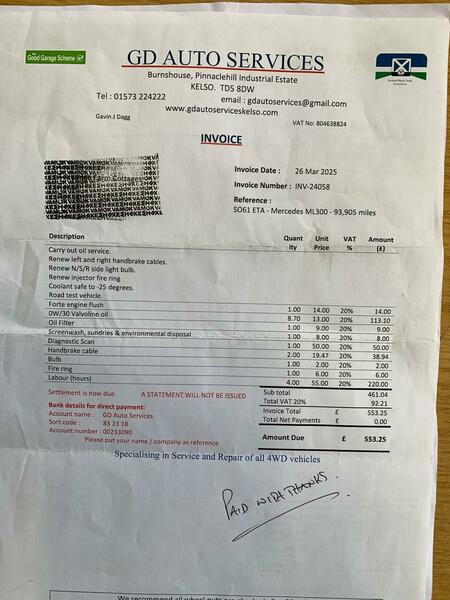 the
Good Garage Scheme
GD AUTO SERVICES
Burnshouse, Pinnaclehill Industrial Estate
KELSO. TD5 8DW
Tel : 01573 224222
email : gdautoservices@gmail.com
www.gdautoserviceskelso.com
Gavin J Dagg
VAT No: 804638824
INVOICE
Farm Cottage
Invoice Date : 26 Mar 2025
Invoice Number : INV-24058
Reference :
SO61 ETA - Mercedes ML300 - 93,905 miles
Description Quantity Unit Price VAT % Amount (£)
Carry out oil service.
Renew left and right handbrake cables.
Renew N/S/R side light bulb.
Renew injector fire ring
Coolant safe to -25 degrees.
Road test vehicle.
Forte engine flush 1.00 14.00 20% 14.00
0W/30 Valvoline oil 8.70 13.00 20% 113.10
Oil Filter 1.00 9.00 20% 9.00
Screenwash, sundries & environmental disposal 1.00 8.00 20% 8.00
Diagnostic Scan 1.00 50.00 20% 50.00
Handbrake cable 2.00 19.47 20% 38.94
Bulb 1.00 2.00 20% 2.00
Fire ring 1.00 6.00 20% 6.00
Labour (hours) 4.00 55.00 20% 220.00
Settlement is now due. A STATEMENT WILL NOT BE ISSUED
Sub total 461.04
Total VAT 20% 92.21
Invoice Total £ 553.25
Total Net Payments £ 0.00
Amount Due £ 553.25
Bank details for direct payment:
Account name : GD Auto Services
Sort code : 83 23 18
Account number : 00233090
Please put your name / company as reference
Specialising in Service and Repair of all 4WD vehicles
PAID WITH THANKS.